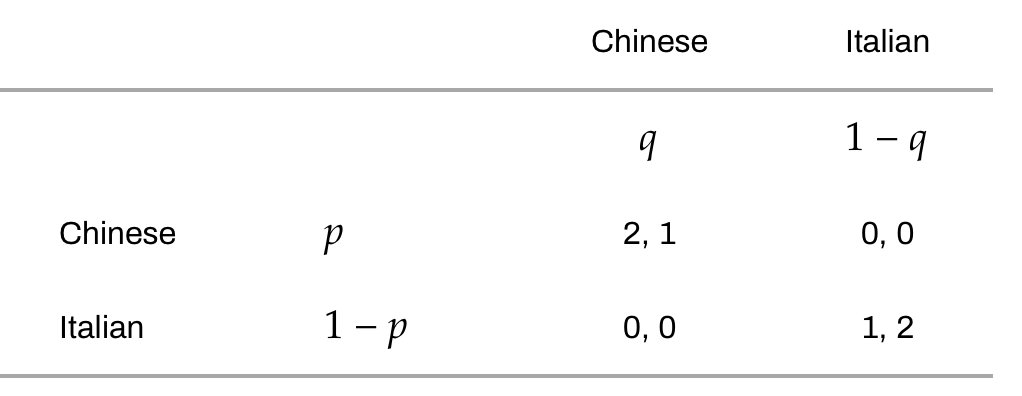 Chinese Italian
q 1 − q
Chinese p 2, 1 0, 0
Italian 1 − p 0, 0 1, 2